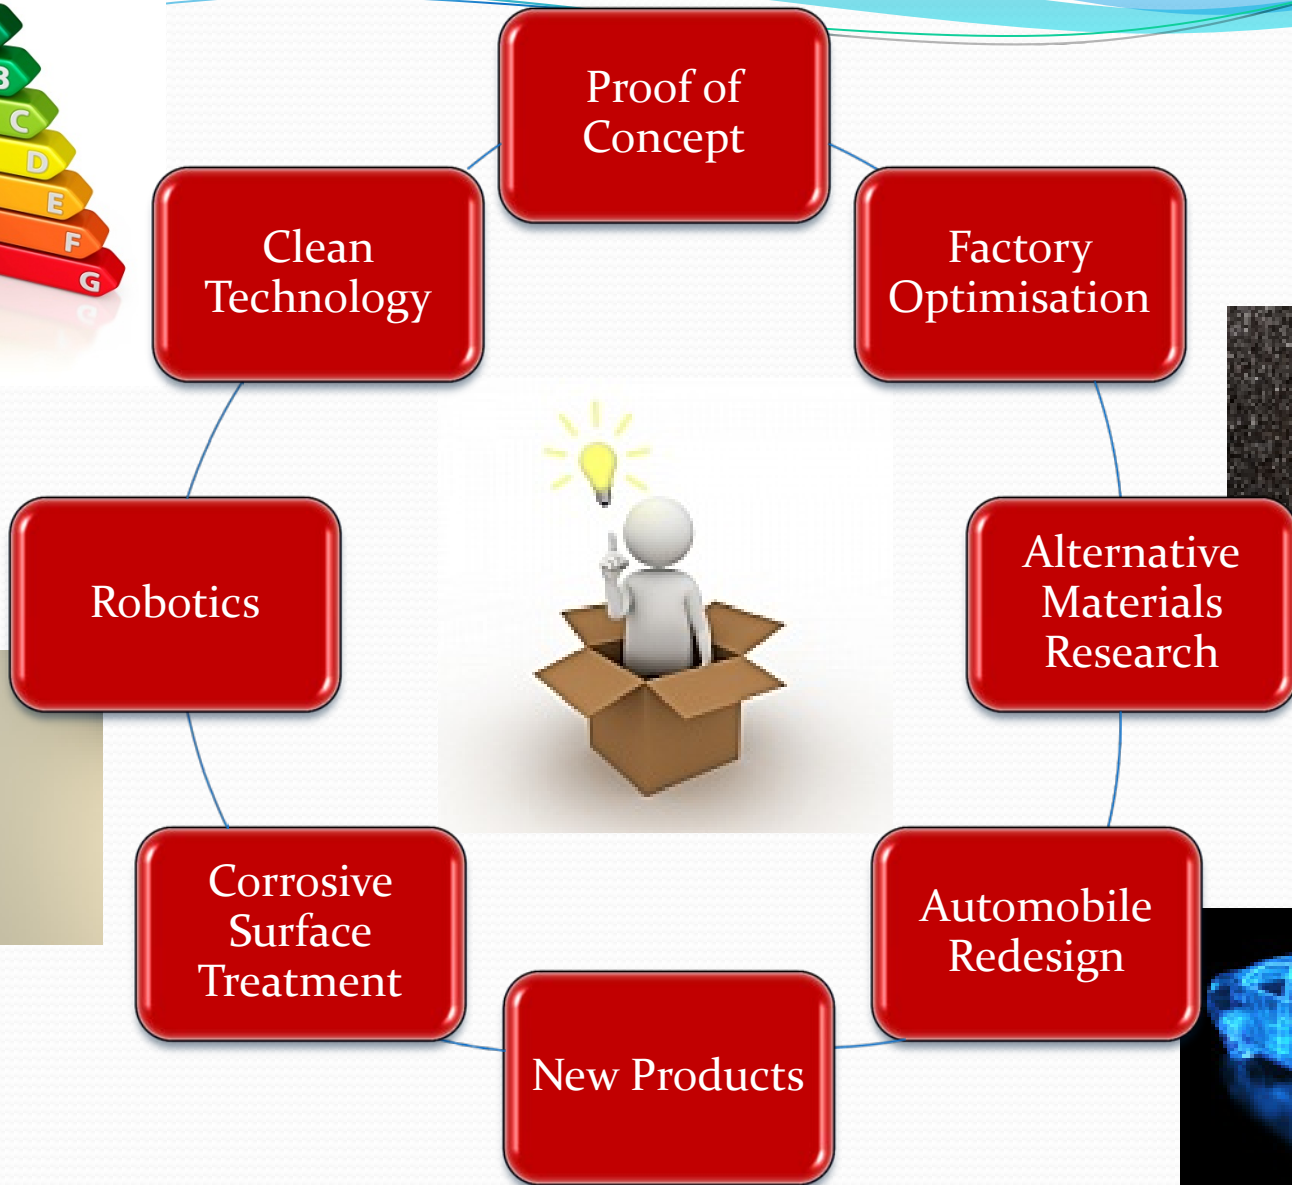 B
C
D
E
F
G
Proof of
Concept
Factory
Optimisation
Alternative
Materials
Research
Automobile
Redesign
New Products
Corrosive
Surface
Treatment
Robotics
Clean
Technology